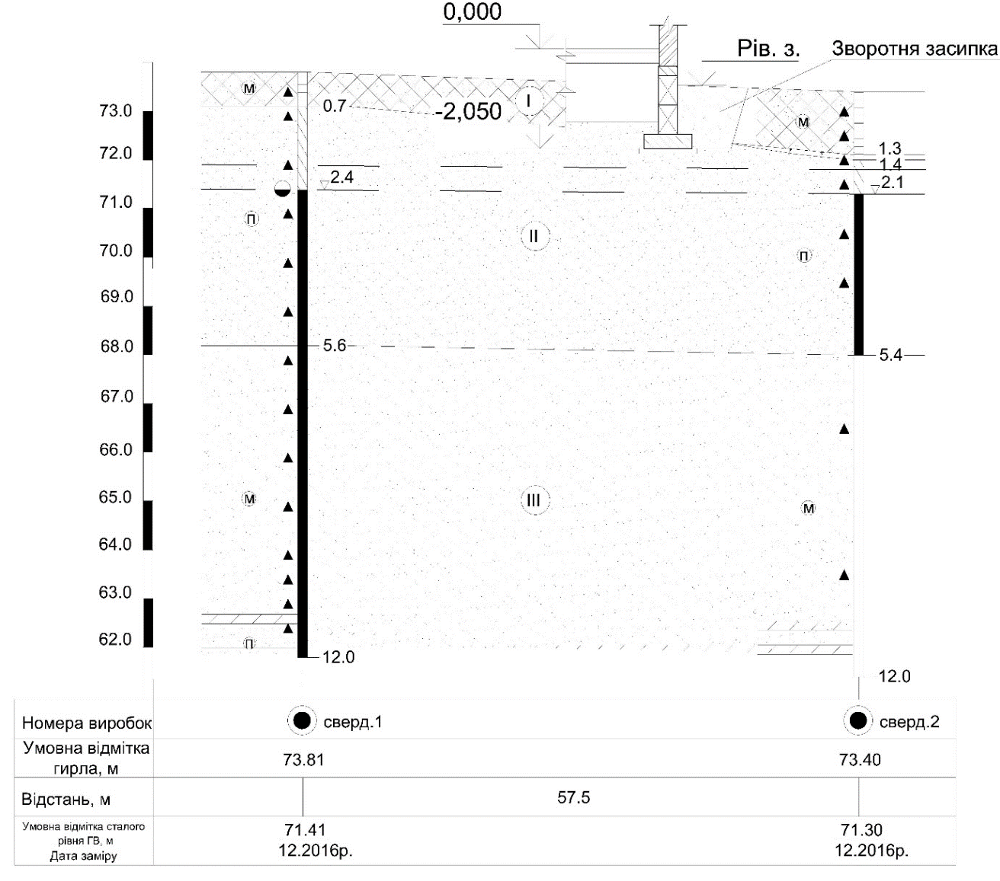 0,000
Рів. з.
Зворотня засипка
м
I
0.7
-2,050
м
73.0
72.0
1.3
1.4
2.4
2.1
71.0
п
II
70.0
п
69.0
68.0
5.6
5.4
67.0
66.0
65.0
м
III
м
64.0
63.0
62.0
п
12.0
12.0
Номера виробок
сверд.1
сверд.2
Умовна відмітка
гирла, м
73.81
73.40
Відстань, м
57.5
Умовна відмітка сталого
рівня ГВ, м
Дата заміру
71.41
12.2016р.
71.30
12.2016р.